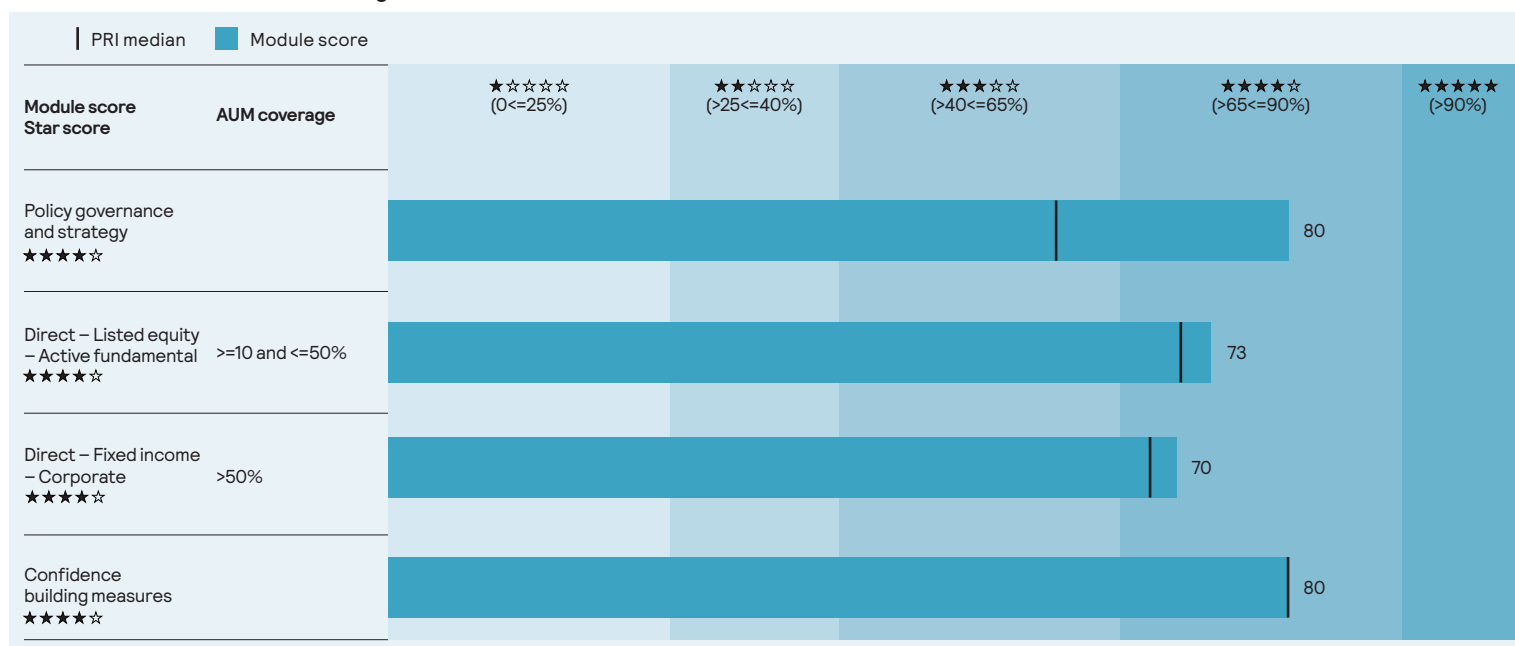 PRI median
Module score
Module score
Star score
AUM coverage
★☆☆☆☆
(0<=25%)
★★☆☆☆
(>25<=40%)
★★★☆☆
(>40<=65%)
★★★★☆
(>65<=90%)
★★★★★
(>90%)
Policy governance
and strategy
★★★★☆
80
Direct – Listed equity
– Active fundamental
★★★★☆
>=10 and <=50%
73
Direct – Fixed income
– Corporate
★★★★☆
>50%
70
Confidence
building measures
★★★★☆
80